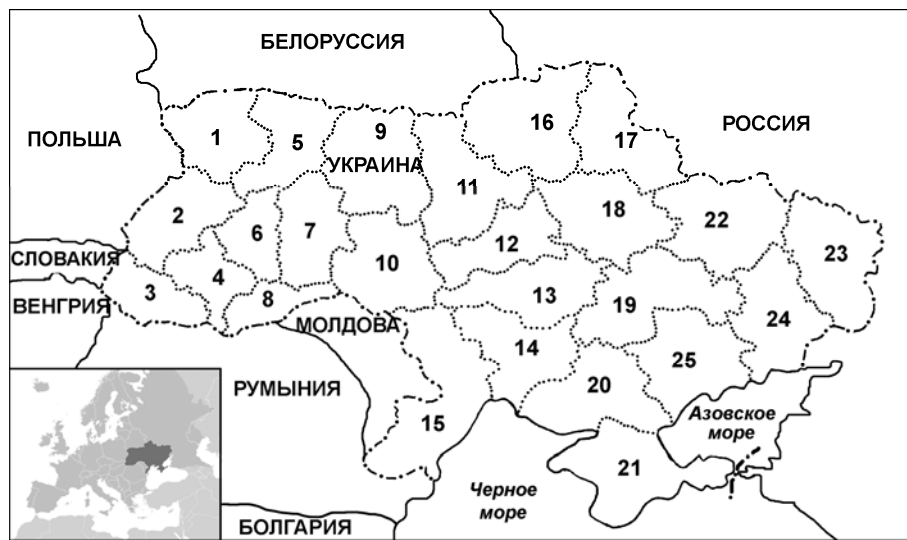 БЕЛОРУССИЯ
ПОЛЬША
РОССИЯ
1
5
9
16
17
УКРАИНА
11
2
6
7
18
22
23
СЛОВАКИЯ
4
10
12
3
8
13
19
24
ВЕНГРИЯ
МОЛДОВА
14
25
РУМЫНИЯ
15
20
Азовское
море
21
Черное
море
БОЛГАРИЯ